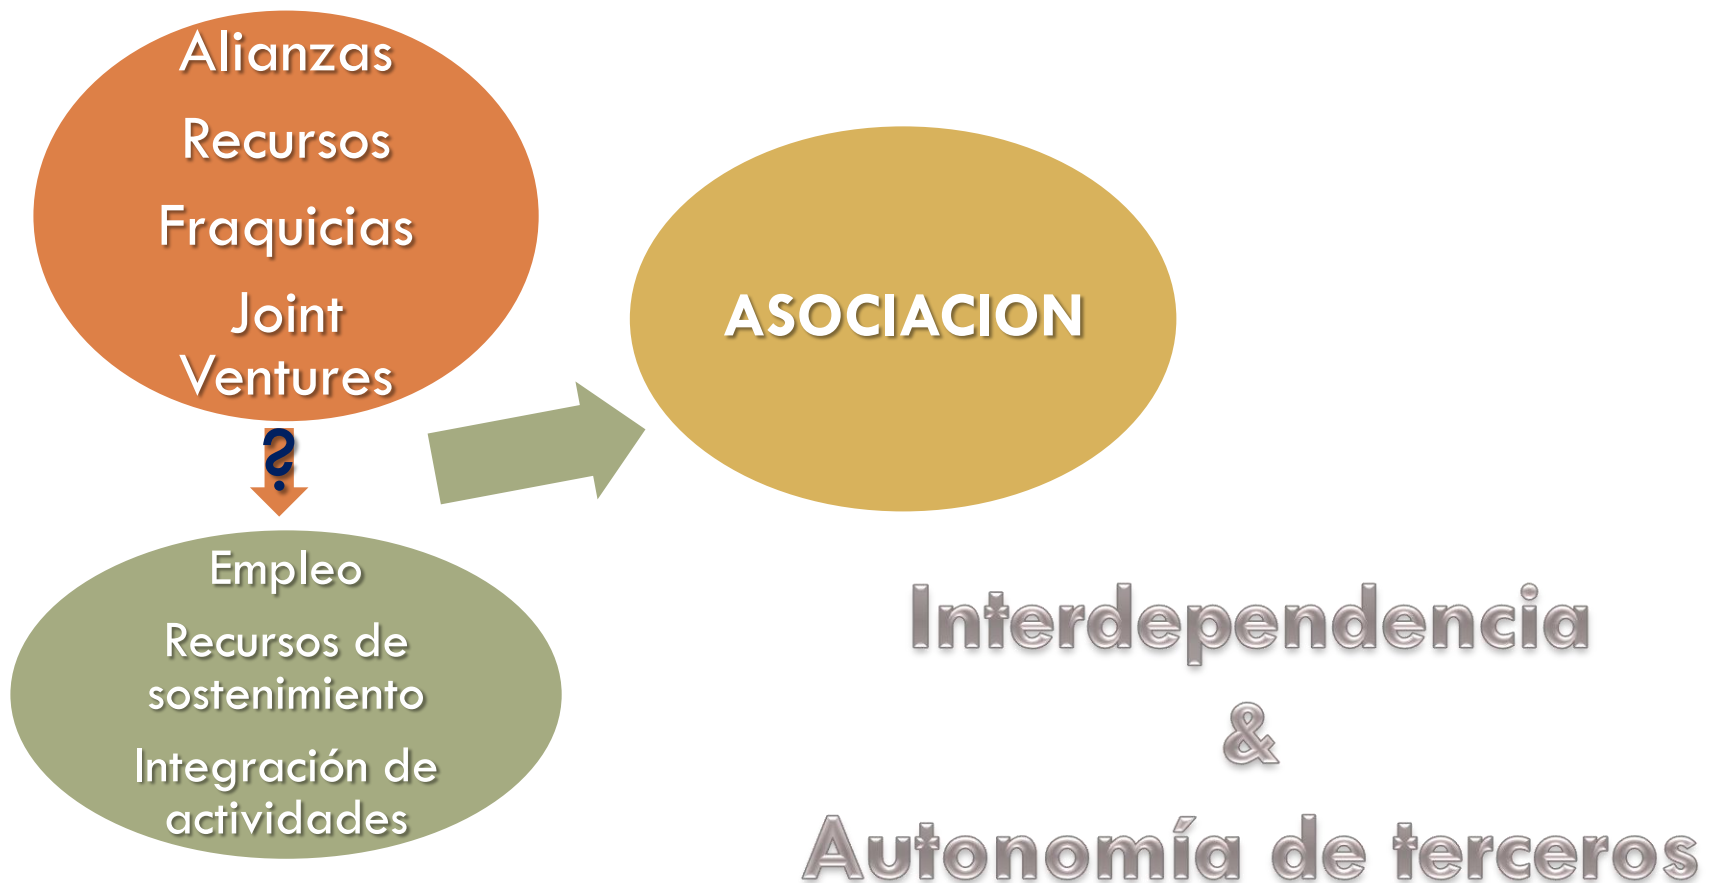 Alianzas
Recursos
Fraquicias
Joint
Ventures
?
Empleo
Recursos de
sostenimiento
Integración de
actividades
ASOCIACION
Interdependencia
&
Autonomía de terceros